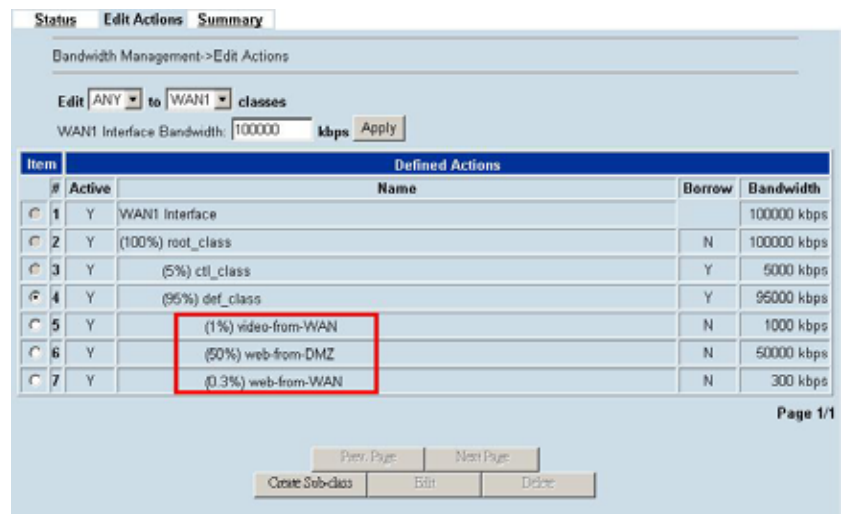 Status Edit Actions Summary
Bandwidth Management->Edit Actions
Edit ANY to WAN1 classes
WAN1 Interface Bandwidth: 100000 kbps Apply
Item Defined Actions
# Active Name Borrow Bandwidth
1 Y WAN1 Interface 100000 kbps
2 Y (100%) root_class N 100000 kbps
3 Y (5%) ctl_class Y 5000 kbps
4 Y (95%) def_class Y 95000 kbps
5 Y (1%) video-from-WAN N 1000 kbps
6 Y (50%) web-from-DMZ N 50000 kbps
7 Y (0.3%) web-from-WAN N 300 kbps
Page 1/1
Prev. Page Next Page
Create Sub-class Edit Delete